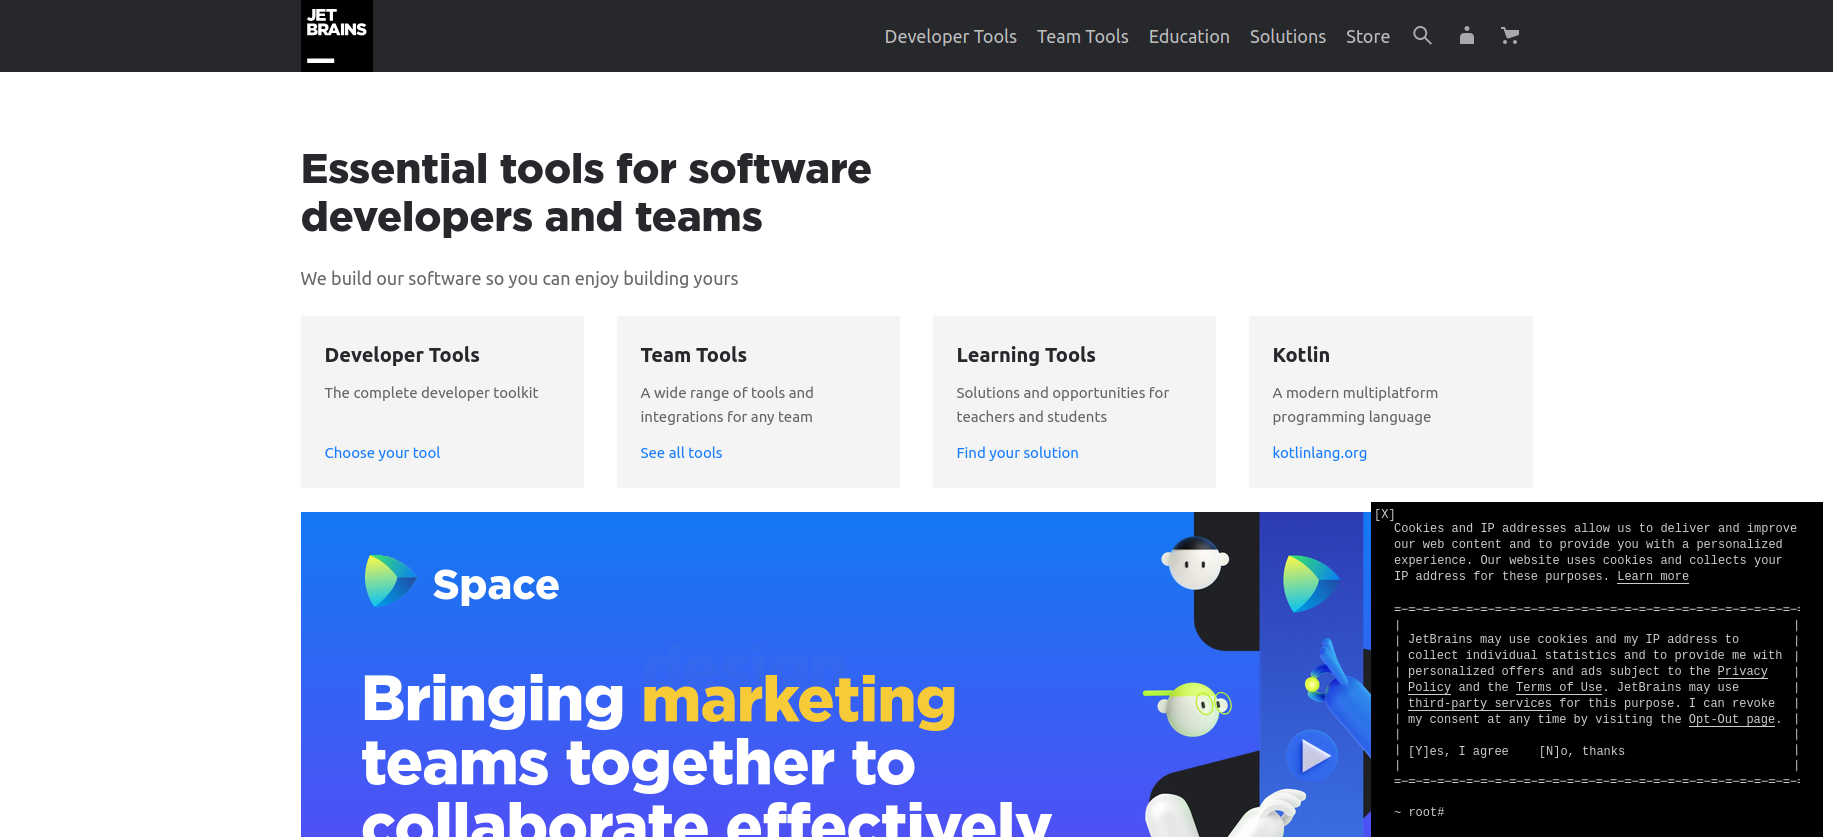 JET
BRAINS
Developer Tools Team Tools Education Solutions Store
Essential tools for software
developers and teams
We build our software so you can enjoy building yours
Developer Tools
The complete developer toolkit
Choose your tool
Team Tools
A wide range of tools and
integrations for any team
See all tools
Learning Tools
Solutions and opportunities for
teachers and students
Find your solution
Kotlin
A modern multiplatform
programming language
kotlinlang.org
Space
design
Bringing marketing
teams together to
collaborate effectively
[X]
Cookies and IP addresses allow us to deliver and improve
our web content and to provide you with a personalized
experience. Our website uses cookies and collects your
IP address for these purposes. Learn more
JetBrains may use cookies and my IP address to
collect individual statistics and to provide me with
personalized offers and ads subject to the Privacy
Policy and the Terms of Use. JetBrains may use
third-party services for this purpose. I can revoke
my consent at any time by visiting the Opt-Out page.
[Y]es, I agree [N]o, thanks
~ root#